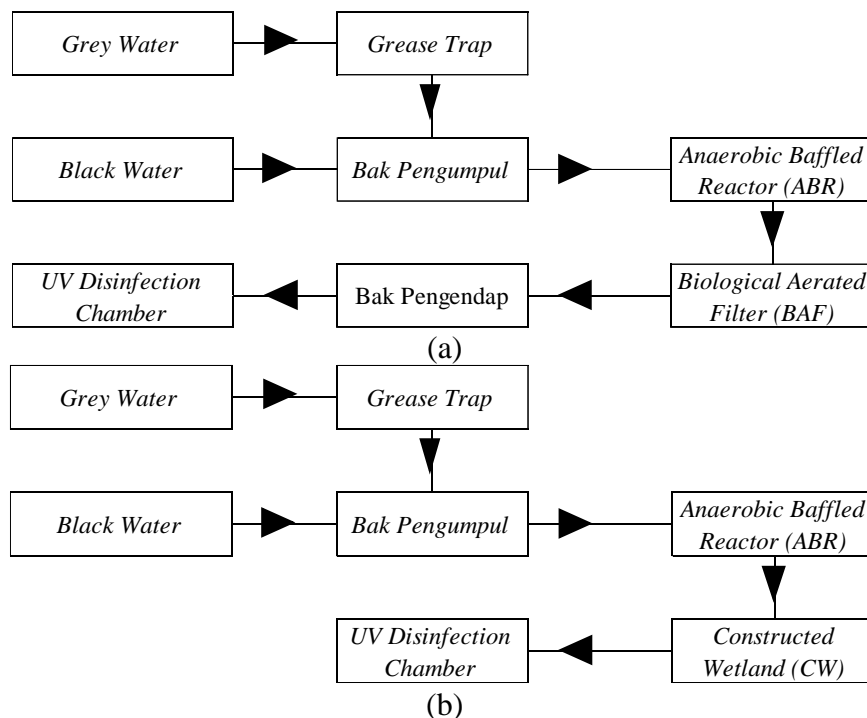 Grey Water
Grease Trap
Black Water
Bak Pengumpul
Anaerobic Baffled
Reactor (ABR)
UV Disinfection
Chamber
Bak Pengendap
Biological Aerated
Filter (BAF)
(a)
Grey Water
Grease Trap
Black Water
Bak Pengumpul
Anaerobic Baffled
Reactor (ABR)
UV Disinfection
Chamber
Constructed
Wetland (CW)
(b)